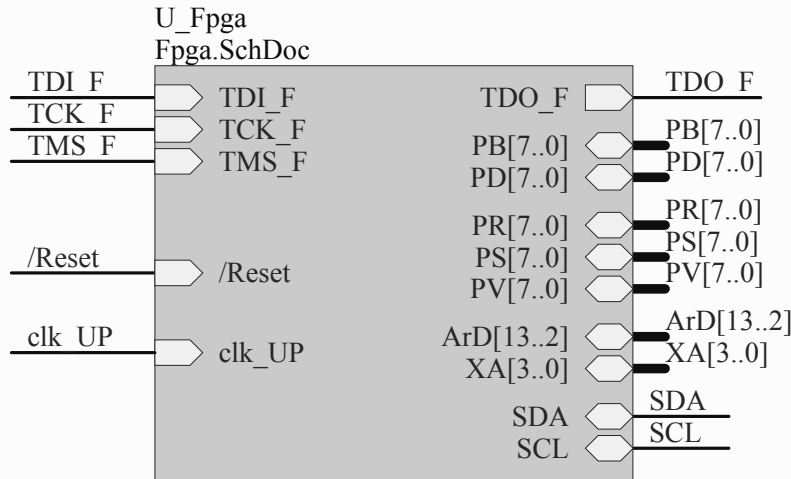 U_Fpga
Fpga.SchDoc
TDI_F TDI_F TDO_F TDO_F
TCK_F TCK_F
TMS_F TMS_F
PB[7..0] PB[7..0]
PD[7..0] PD[7..0]
PR[7..0] PR[7..0]
PS[7..0] PS[7..0]
/Reset /Reset
PV[7..0] PV[7..0]
ArD[13..2] ArD[13..2]
clk_UP clk_UP
XA[3..0] XA[3..0]
SDA SDA
SCL SCL